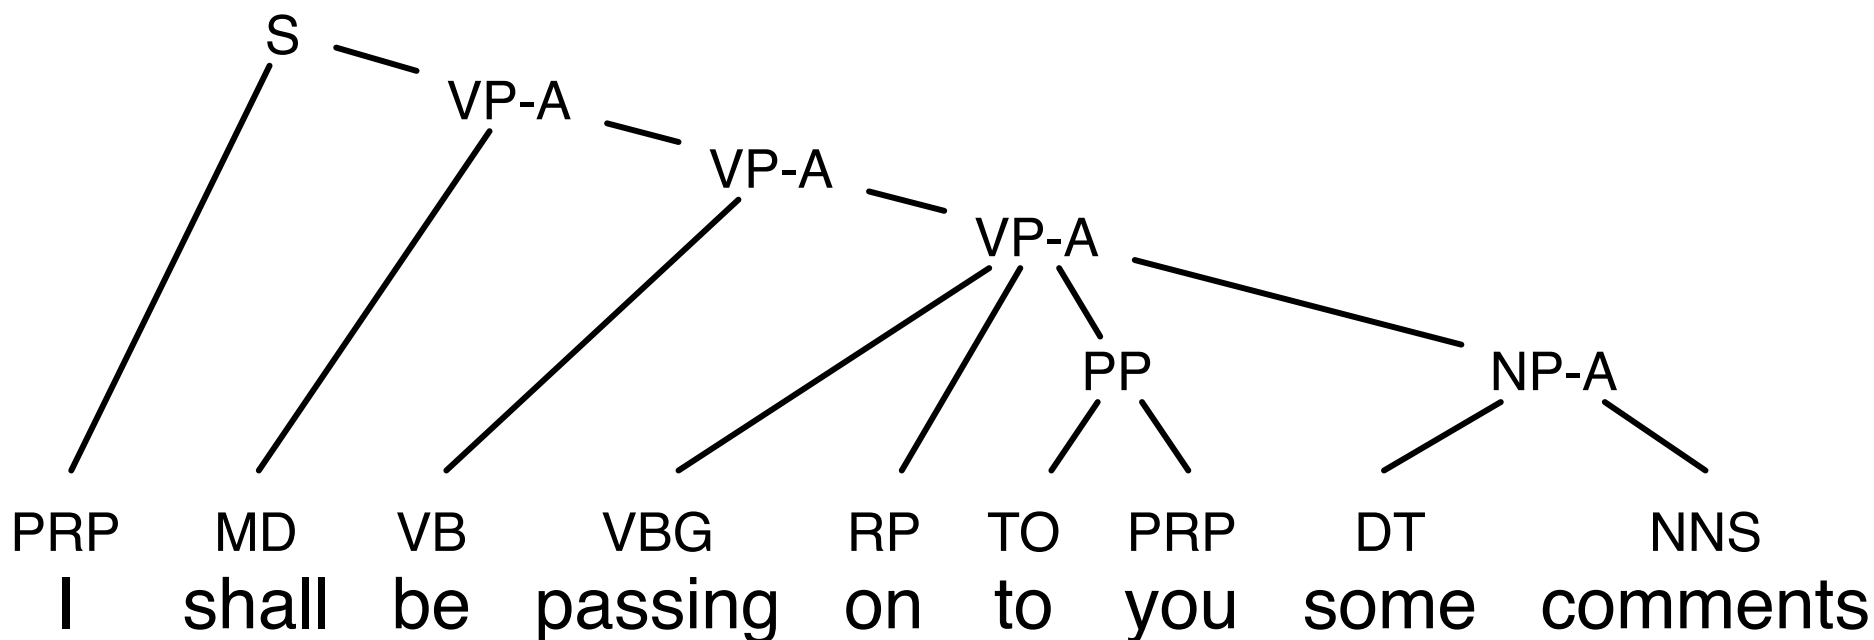 S
VP-A
VP-A
VP-A
PP NP-A
PRP MD VB VBG RP TO PRP DT NNS
I shall be passing on to you some comments